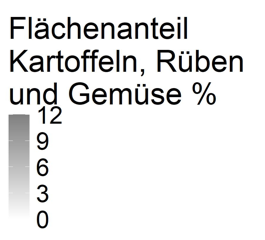 Flächenanteil
Kartoffeln, Rüben
und Gemüse %
12
9
6
3
0